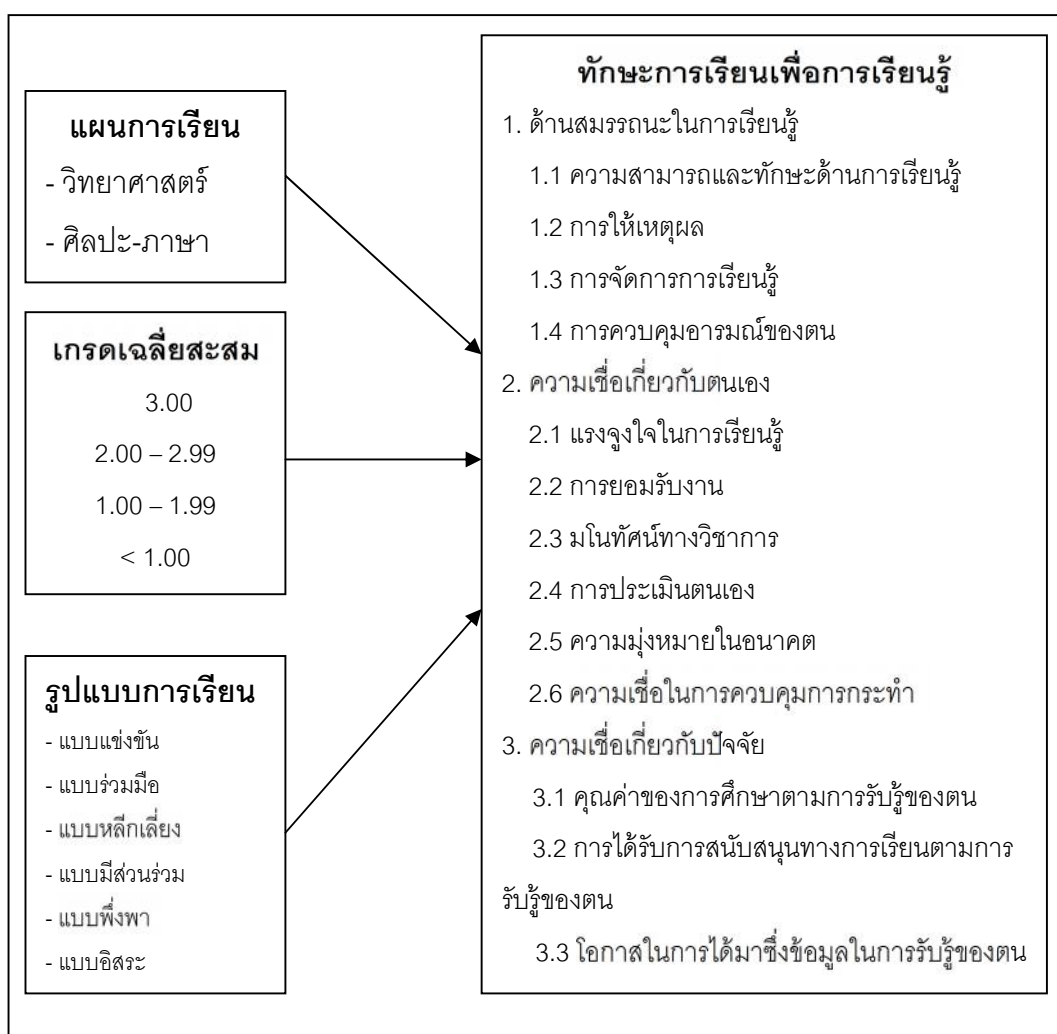 แผนการเรียน
- วิทยาศาสตร์
- ศิลปะ-ภาษา
เกรดเฉลี่ยสะสม
3.00
2.00 – 2.99
1.00 – 1.99
< 1.00
รูปแบบการเรียน
- แบบแข่งขัน
- แบบร่วมมือ
- แบบหลีกเลี่ยง
- แบบมีส่วนร่วม
- แบบพึ่งพา
- แบบอิสระ
ทักษะการเรียนเพื่อการเรียนรู้
1. ด้านสมรรถนะในการเรียนรู้
1.1 ความสามารถและทักษะด้านการเรียนรู้
1.2 การให้เหตุผล
1.3 การจัดการการเรียนรู้
1.4 การควบคุมอารมณ์ของตน
2. ความเชื่อเกี่ยวกับตนเอง
2.1 แรงจูงใจในการเรียนรู้
2.2 การยอมรับงาน
2.3 มโนทัศน์ทางวิชาการ
2.4 การประเมินตนเอง
2.5 ความมุ่งหมายในอนาคต
2.6 ความเชื่อในการควบคุมการกระทำ
3. ความเชื่อเกี่ยวกับปัจจัย
3.1 คุณค่าของการศึกษาตามการรับรู้ของตน
3.2 การได้รับการสนับสนุนทางการเรียนตามการ
รับรู้ของตน
3.3 โอกาสในการได้มาซึ่งข้อมูลในการรับรู้ของตน